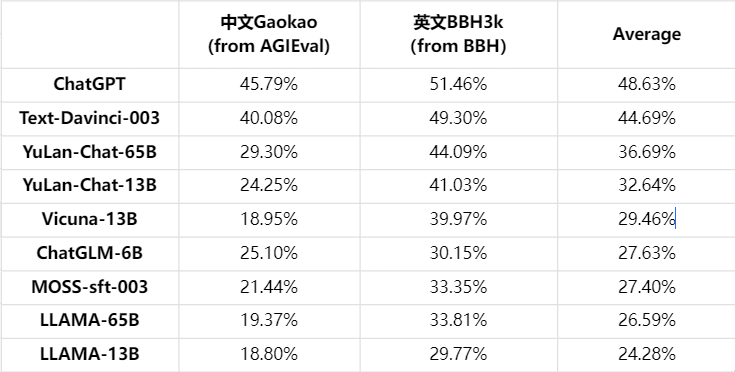 中文Gaokao 英文BBH3k Average
(from AGIEval) (from BBH)
ChatGPT 45.79% 51.46% 48.63%
Text-Davinci-003 40.08% 49.30% 44.69%
YuLan-Chat-65B 29.30% 44.09% 36.69%
YuLan-Chat-13B 24.25% 41.03% 32.64%
Vicuna-13B 18.95% 39.97% 29.46%
ChatGLM-6B 25.10% 30.15% 27.63%
MOSS-sft-003 21.44% 33.35% 27.40%
LLAMA-65B 19.37% 33.81% 26.59%
LLAMA-13B 18.80% 29.77% 24.28%